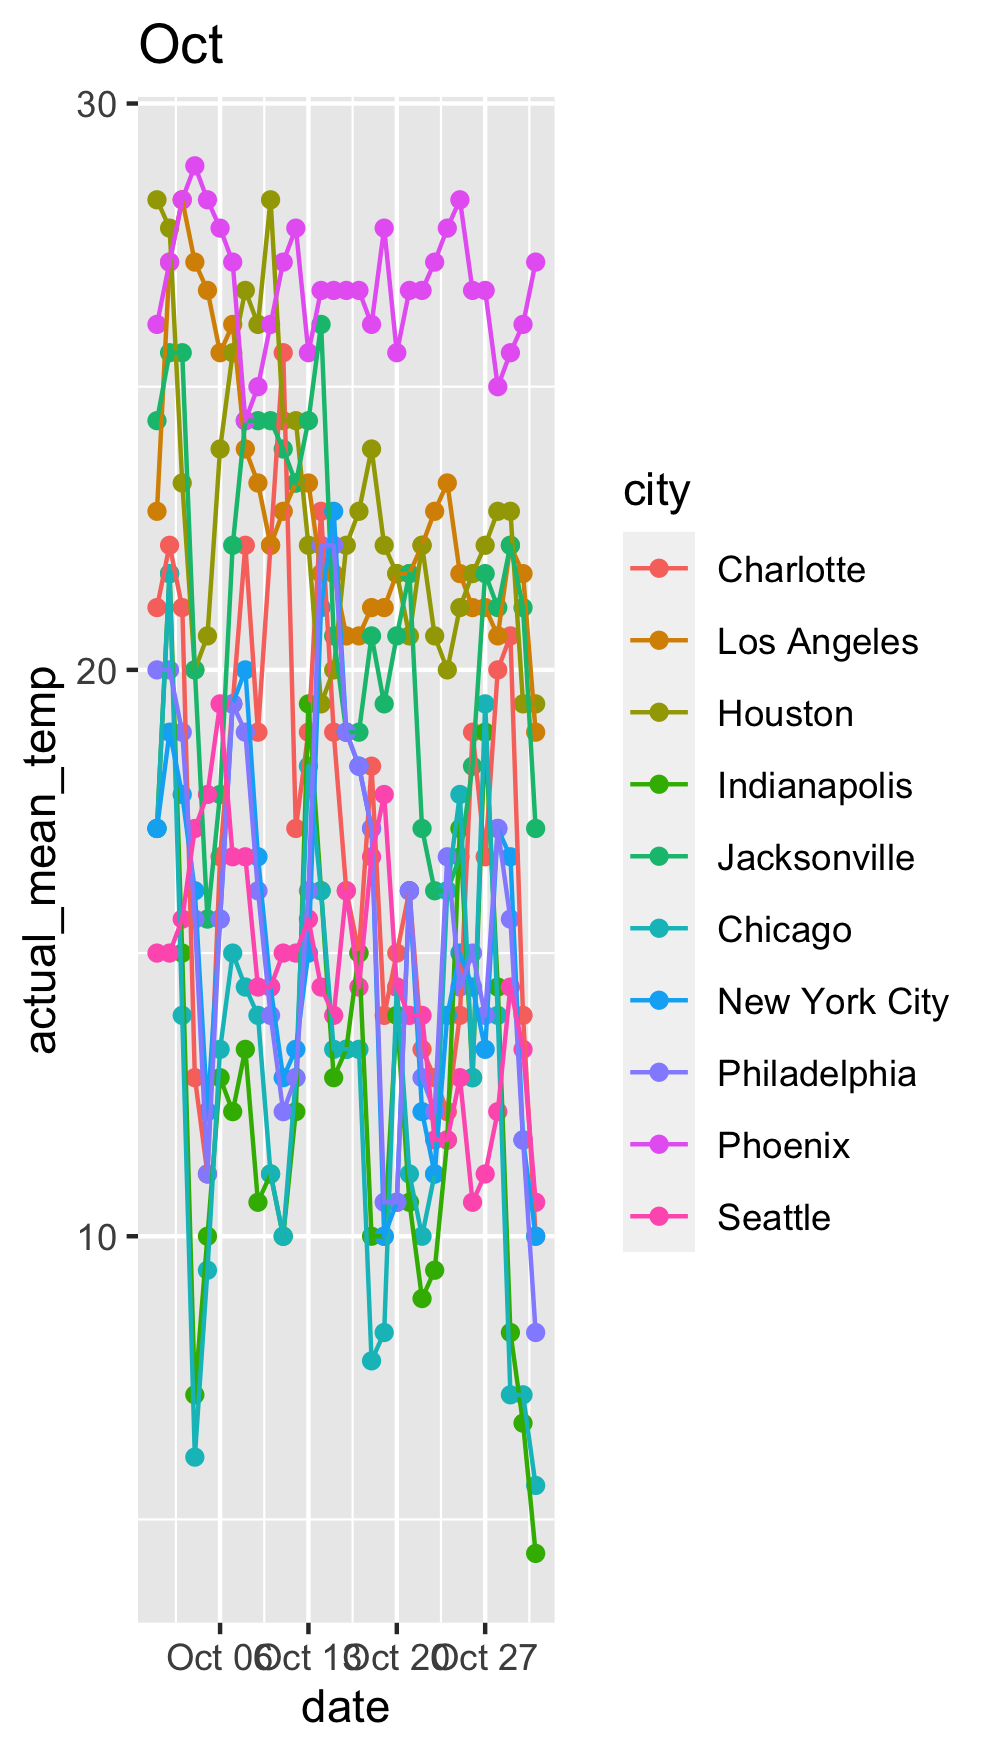 Oct
30
20
10
actual_mean_temp
Oct 06
Oct 13
Oct 20
Oct 27
date
city
Charlotte
Los Angeles
Houston
Indianapolis
Jacksonville
Chicago
New York City
Philadelphia
Phoenix
Seattle